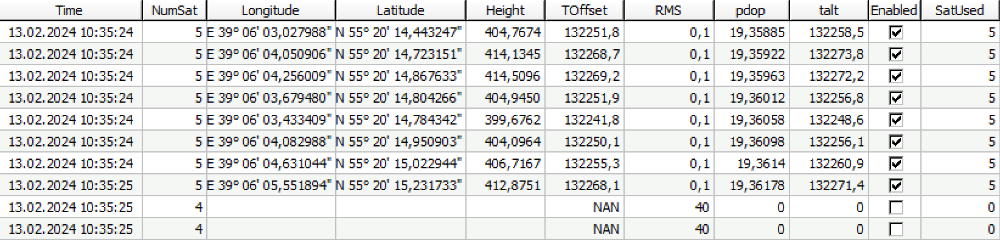 Time NumSat Longitude Latitude Height TOffset RMS pdop talt Enabled SatUsed
13.02.2024 10:35:24 5 E 39° 06' 03,027988" N 55° 20' 14,443247" 404,7674 132251,8 0,1 19,35885 132258,5 5
13.02.2024 10:35:24 5 E 39° 06' 04,050906" N 55° 20' 14,723151" 414,1345 132268,7 0,1 19,35922 132273,8 5
13.02.2024 10:35:24 5 E 39° 06' 04,256009" N 55° 20' 14,867633" 414,5096 132269,2 0,1 19,35963 132272,2 5
13.02.2024 10:35:24 5 E 39° 06' 03,679480" N 55° 20' 14,804266" 404,9450 132251,9 0,1 19,36012 132256,8 5
13.02.2024 10:35:24 5 E 39° 06' 03,433409" N 55° 20' 14,784342" 399,6762 132241,8 0,1 19,36058 132248,6 5
13.02.2024 10:35:24 5 E 39° 06' 04,082988" N 55° 20' 14,950903" 404,0964 132250,1 0,1 19,36098 132256,1 5
13.02.2024 10:35:24 5 E 39° 06' 04,631044" N 55° 20' 15,022944" 406,7167 132255,3 0,1 19,3614 132260,9 5
13.02.2024 10:35:25 5 E 39° 06' 05,551894" N 55° 20' 15,231733" 412,8751 132268,1 0,1 19,36178 132271,4 5
13.02.2024 10:35:25 4 NAN 40 0 0 0
13.02.2024 10:35:25 4 NAN 40 0 0 0